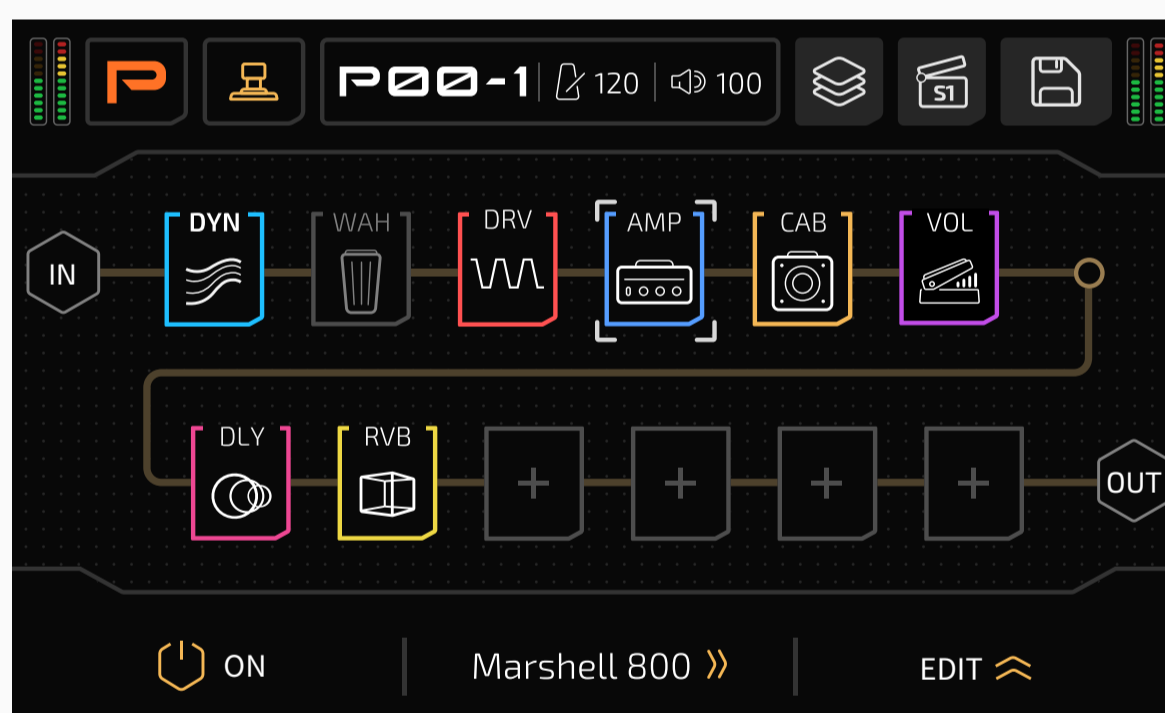 P00-1 120 100 S1
DYN WAH DRV AMP CAB VOL
IN
DLY RVB
OUT
ON Marshell 800 EDIT